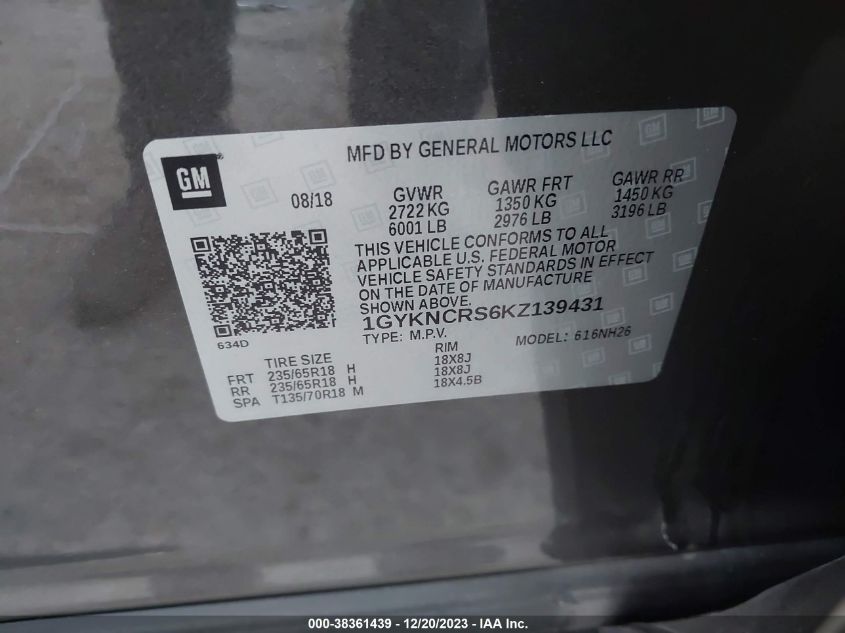 MFD BY GENERAL MOTORS LLC
GM
08/18
GVWR
2722 KG
6001 LB
GAWR FRT
1350 KG
2976 LB
GAWR RR
1450 KG
3196 LB
THIS VEHICLE CONFORMS TO ALL
APPLICABLE U.S. FEDERAL MOTOR
VEHICLE SAFETY STANDARDS IN EFFECT
ON THE DATE OF MANUFACTURE
SHOWN ABOVE.
1GYKNCRS6KZ139431
TYPE: M.P.V. MODEL: 616NH26
634D
TIRE SIZE RIM
FRT 235/65R18 H 18X8J
RR 235/65R18 H 18X8J
SPA T135/70R18 M 18X4.5B
000-38361439 - 12/20/2023 - IAA Inc.